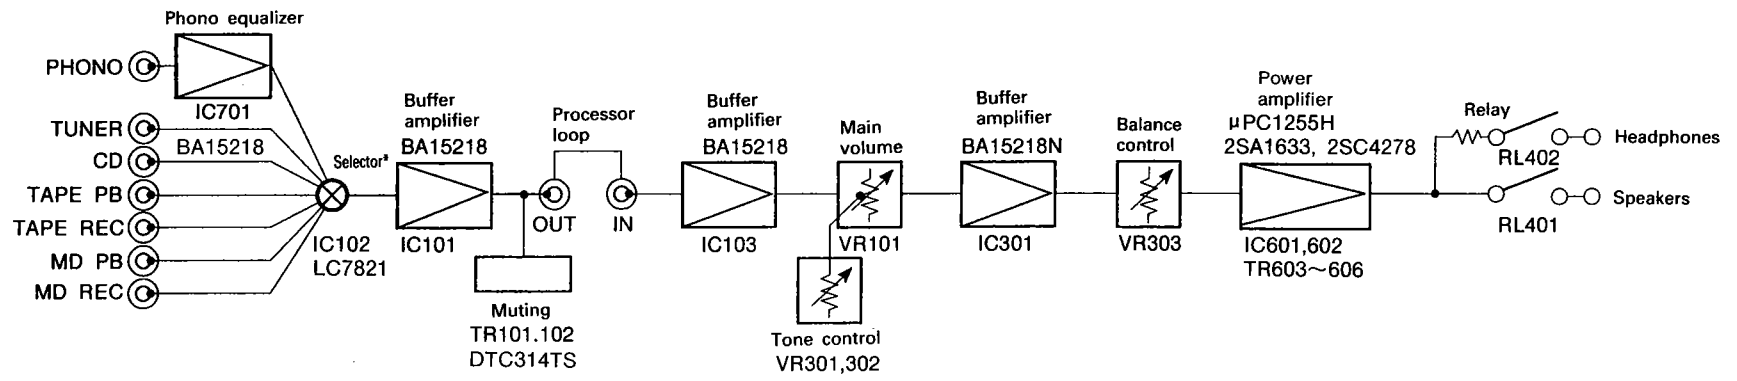 Phono equalizer
PHONO
IC701
BA15218
TUNER
CD
TAPE PB
TAPE REC
MD PB
MD REC
Selector*
IC102
LC7821
Buffer
amplifier
BA15218
IC101
Processor
loop
OUT
IN
Muting
TR101.102
DTC314TS
Buffer
amplifier
BA15218
IC103
Main
volume
VR101
Tone control
VR301,302
Buffer
amplifier
BA15218N
IC301
Balance
control
VR303
Power
amplifier
μPC1255H
2SA1633, 2SC4278
IC601,602
TR603~606
Relay
RL402
Headphones
RL401
Speakers